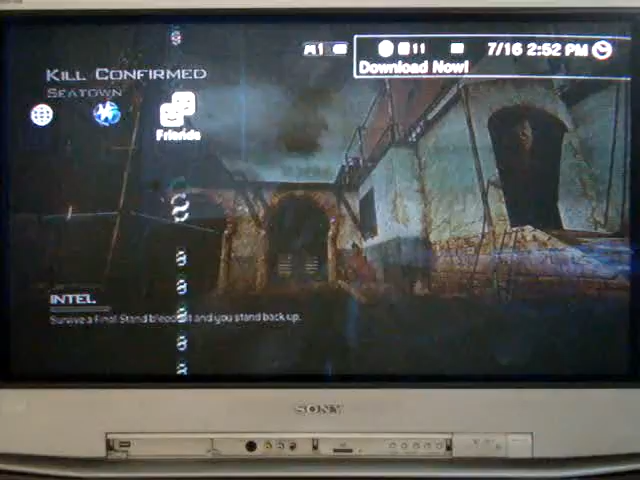 11
7/16 2:52 PM
Download Now!
KILL CONFIRMED
SEATOWN
Friends
INTEL
Survive a Final Stand bleedout and you stand back up.
SONY